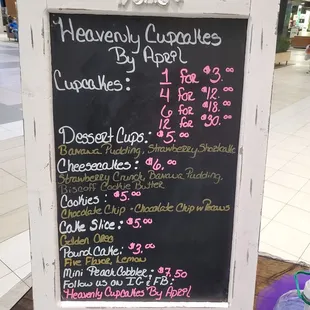 Heavenly Cupcakes
By April
Cupcakes: 1 for $3.00
4 for $12.00
6 for $18.00
12 for $30.00
Dessert Cups: $5.00
Banana Pudding, Strawberry Shortcake
Cheesecakes: $6.00
Strawberry Crunch, Banana Pudding,
Biscoff Cookie Butter
Cookies: $5.00
Chocolate Chip - Chocolate Chip w Pecans
Cake Slice: $5.00
Golden Oreo
Pound Cake: $3.00
Five Flavor, Lemon
Mini Peach Cobbler: $7.50
Follow us on IG & FB:
Heavenly Cupcakes By April